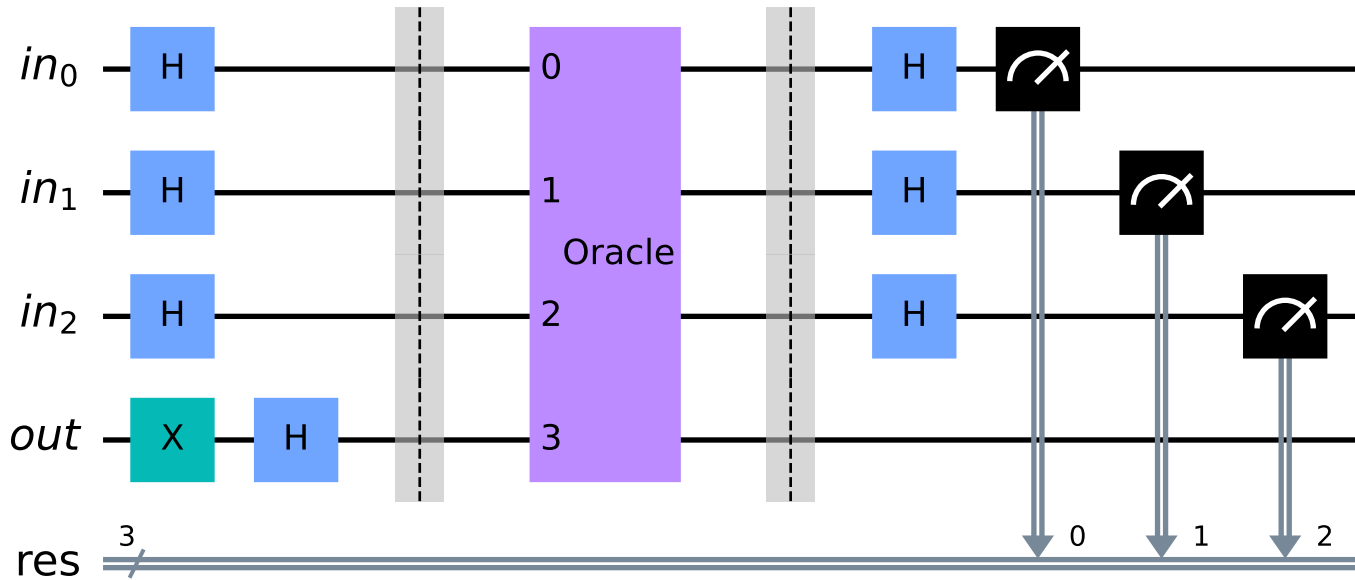 in0 H 0 H
in1 H 1 H
Oracle
in2 H 2 H
out X H 3
res 3 0 1 2